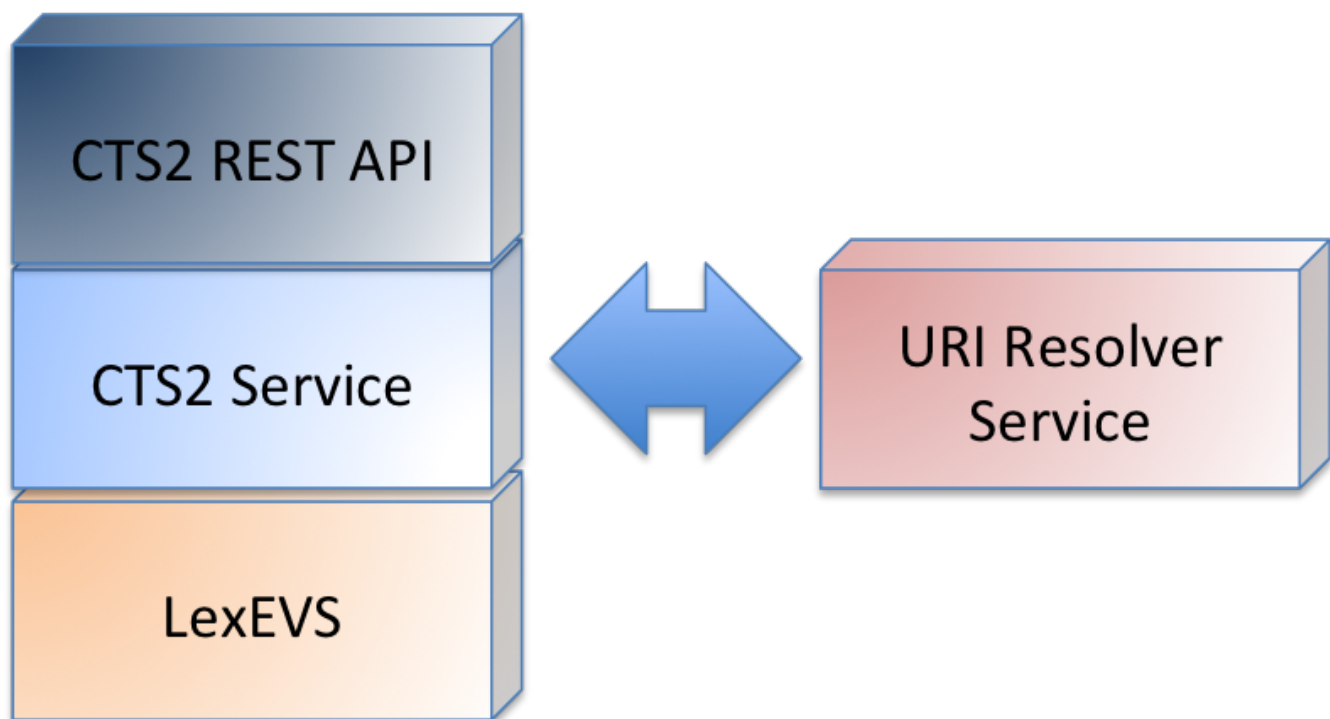 CTS2 REST API
CTS2 Service
LexEVS
URI Resolver
Service